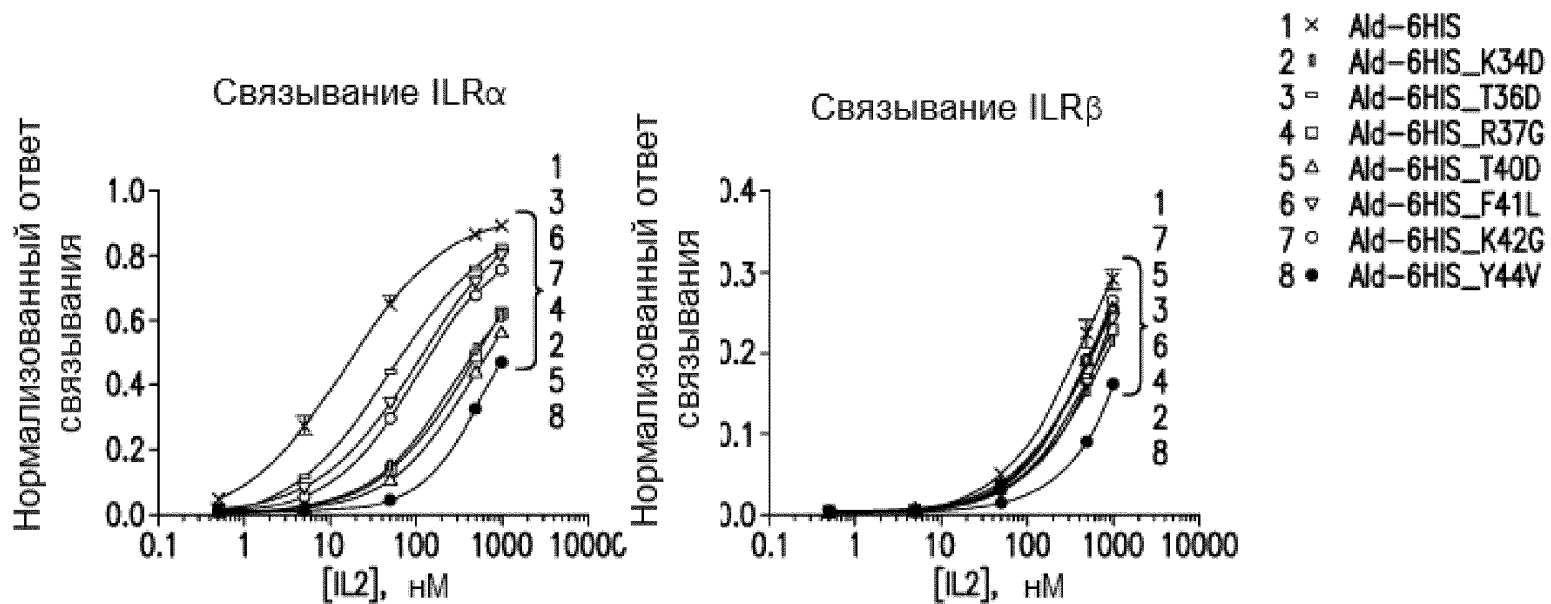 Связывание ILRα
Нормализованный ответ
связывания
1.0
0.8
0.6
0.4
0.2
0.0
0.1
1
10
100
1000
10000
[IL2], нМ
1
3
6
7
4
2
5
8
Связывание ILRβ
Нормализованный ответ
связывания
0.4
0.3
0.2
0.1
0.0
0.1
1
10
100
1000
10000
[IL2], нМ
1
7
5
3
6
4
2
8
1 × Ald-6HIS
2 Ald-6HIS_K34D
3 Ald-6HIS_T36D
4 □ Ald-6HIS_R37G
5 △ Ald-6HIS_T40D
6 ▽ Ald-6HIS_F41L
7 ○ Ald-6HIS_K42G
8 ● Ald-6HIS_Y44V